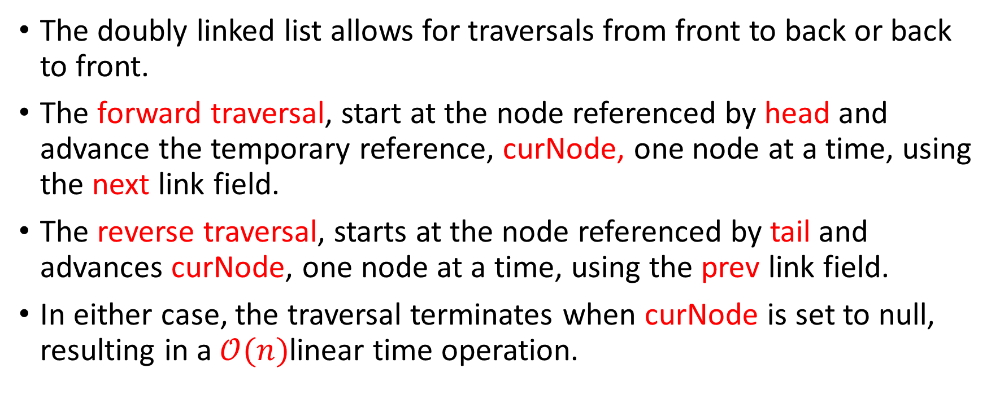 • The doubly linked list allows for traversals from front to back or back
to front.
• The forward traversal, start at the node referenced by head and
advance the temporary reference, curNode, one node at a time, using
the next link field.
• The reverse traversal, starts at the node referenced by tail and
advances curNode, one node at a time, using the prev link field.
• In either case, the traversal terminates when curNode is set to null,
resulting in a 𝒪(𝑛)linear time operation.